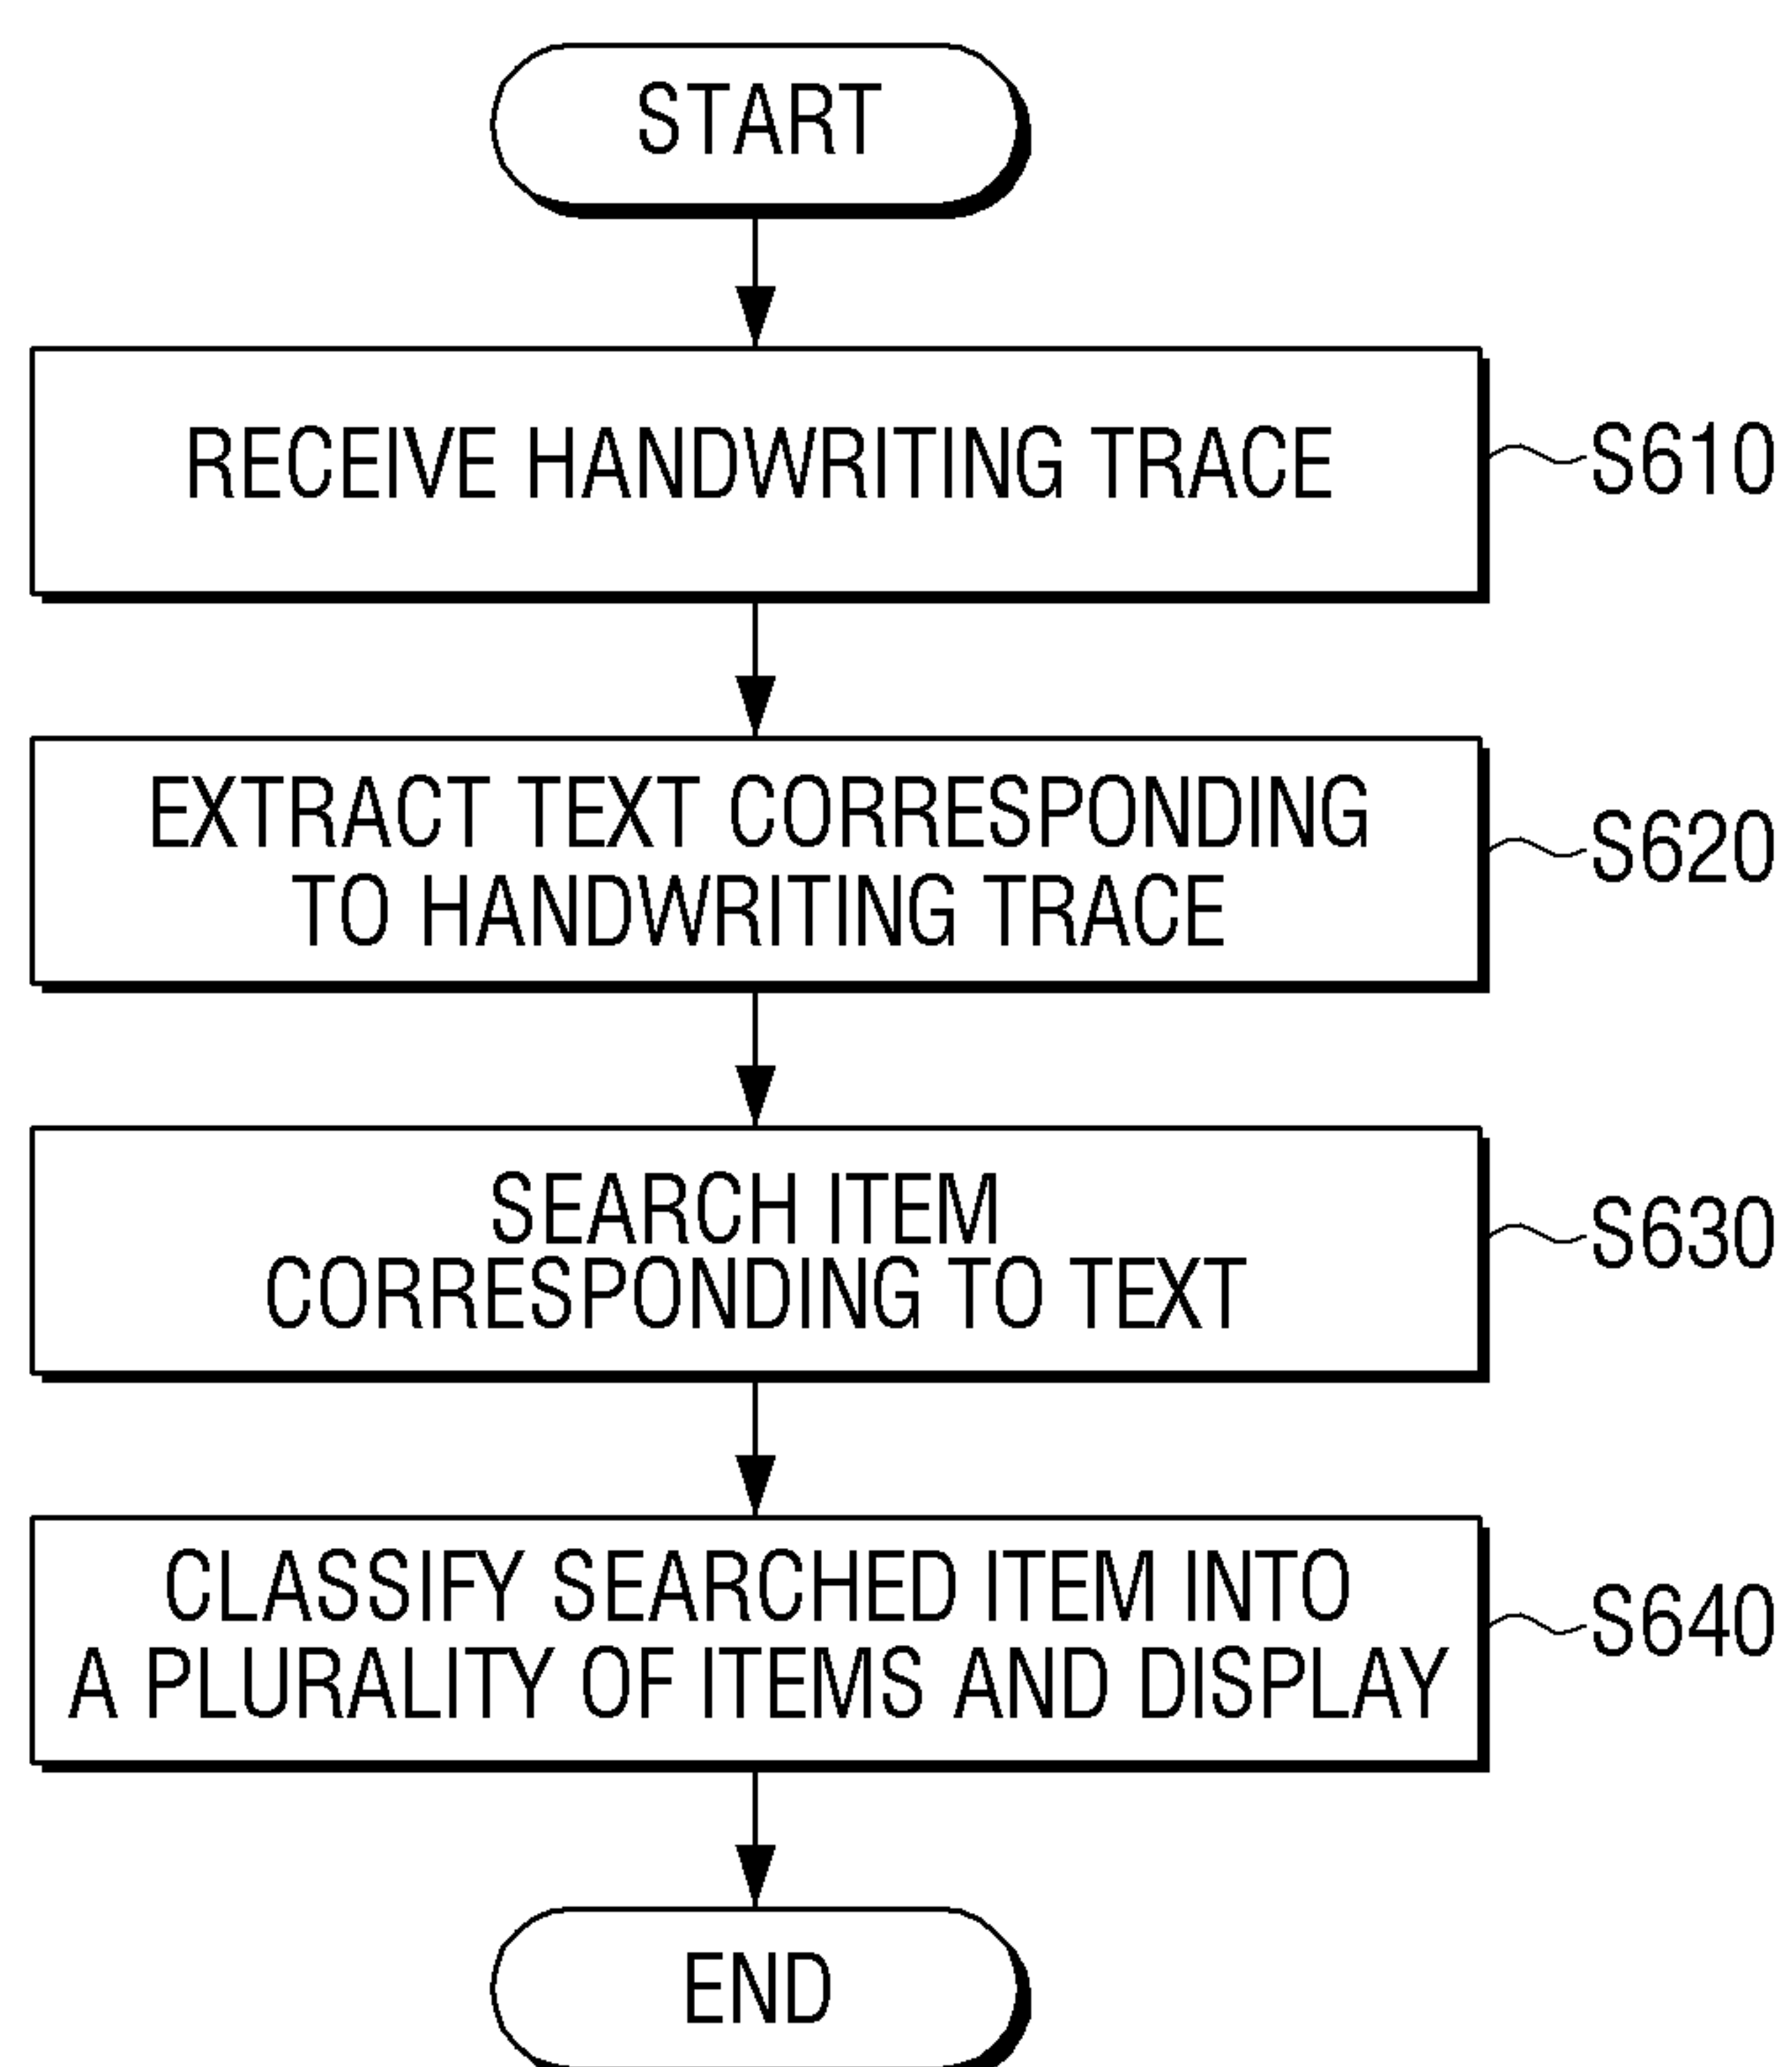 START
RECEIVE HANDWRITING TRACE
S610
EXTRACT TEXT CORRESPONDING
TO HANDWRITING TRACE
S620
SEARCH ITEM
CORRESPONDING TO TEXT
S630
CLASSIFY SEARCHED ITEM INTO
A PLURALITY OF ITEMS AND DISPLAY
S640
END